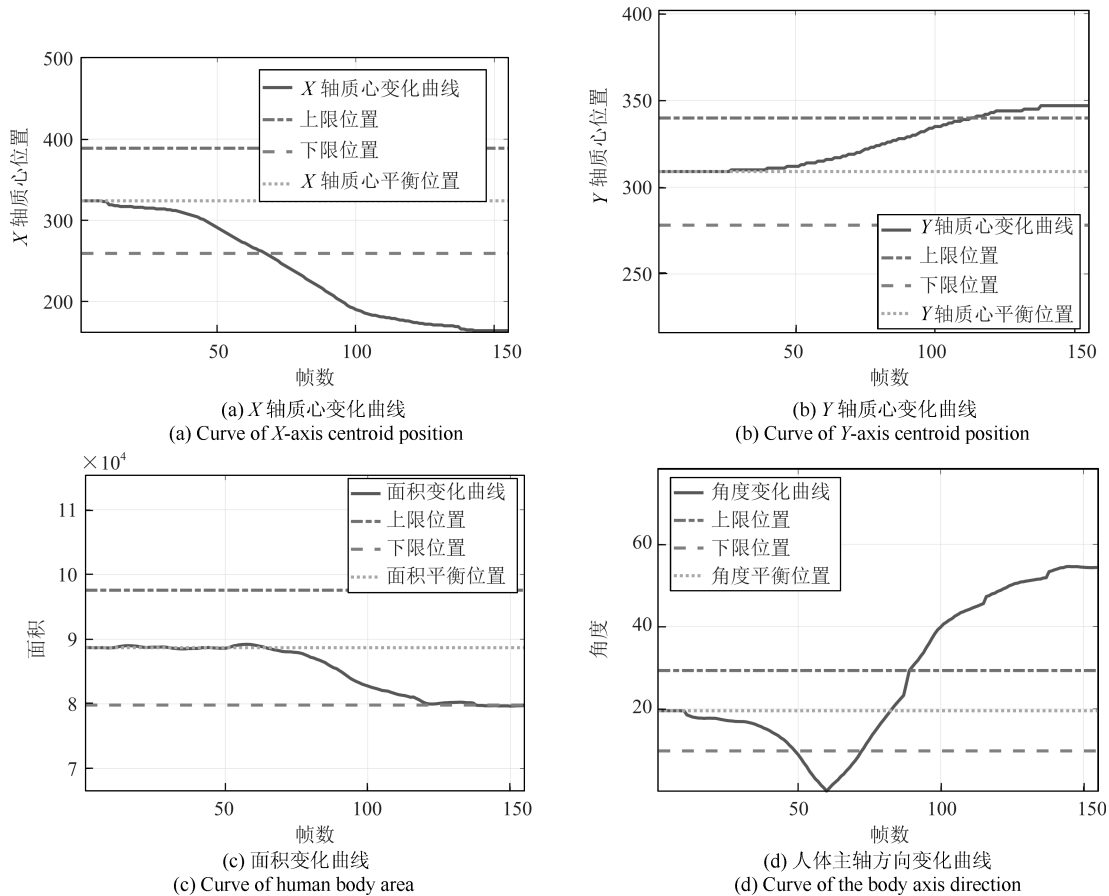 500
400
300
200
50
100
150
X 轴质心位置
帧数
X 轴质心变化曲线
上限位置
下限位置
X 轴质心平衡位置
(a) X 轴质心变化曲线
(a) Curve of X-axis centroid position
400
350
300
250
50
100
150
Y 轴质心位置
帧数
Y 轴质心变化曲线
上限位置
下限位置
Y 轴质心平衡位置
(b) Y 轴质心变化曲线
(b) Curve of Y-axis centroid position
×10⁴
11
10
9
8
7
50
100
150
面积
帧数
面积变化曲线
上限位置
下限位置
面积平衡位置
(c) 面积变化曲线
(c) Curve of human body area
60
40
20
50
100
150
角度
帧数
角度变化曲线
上限位置
下限位置
角度平衡位置
(d) 人体主轴方向变化曲线
(d) Curve of the body axis direction